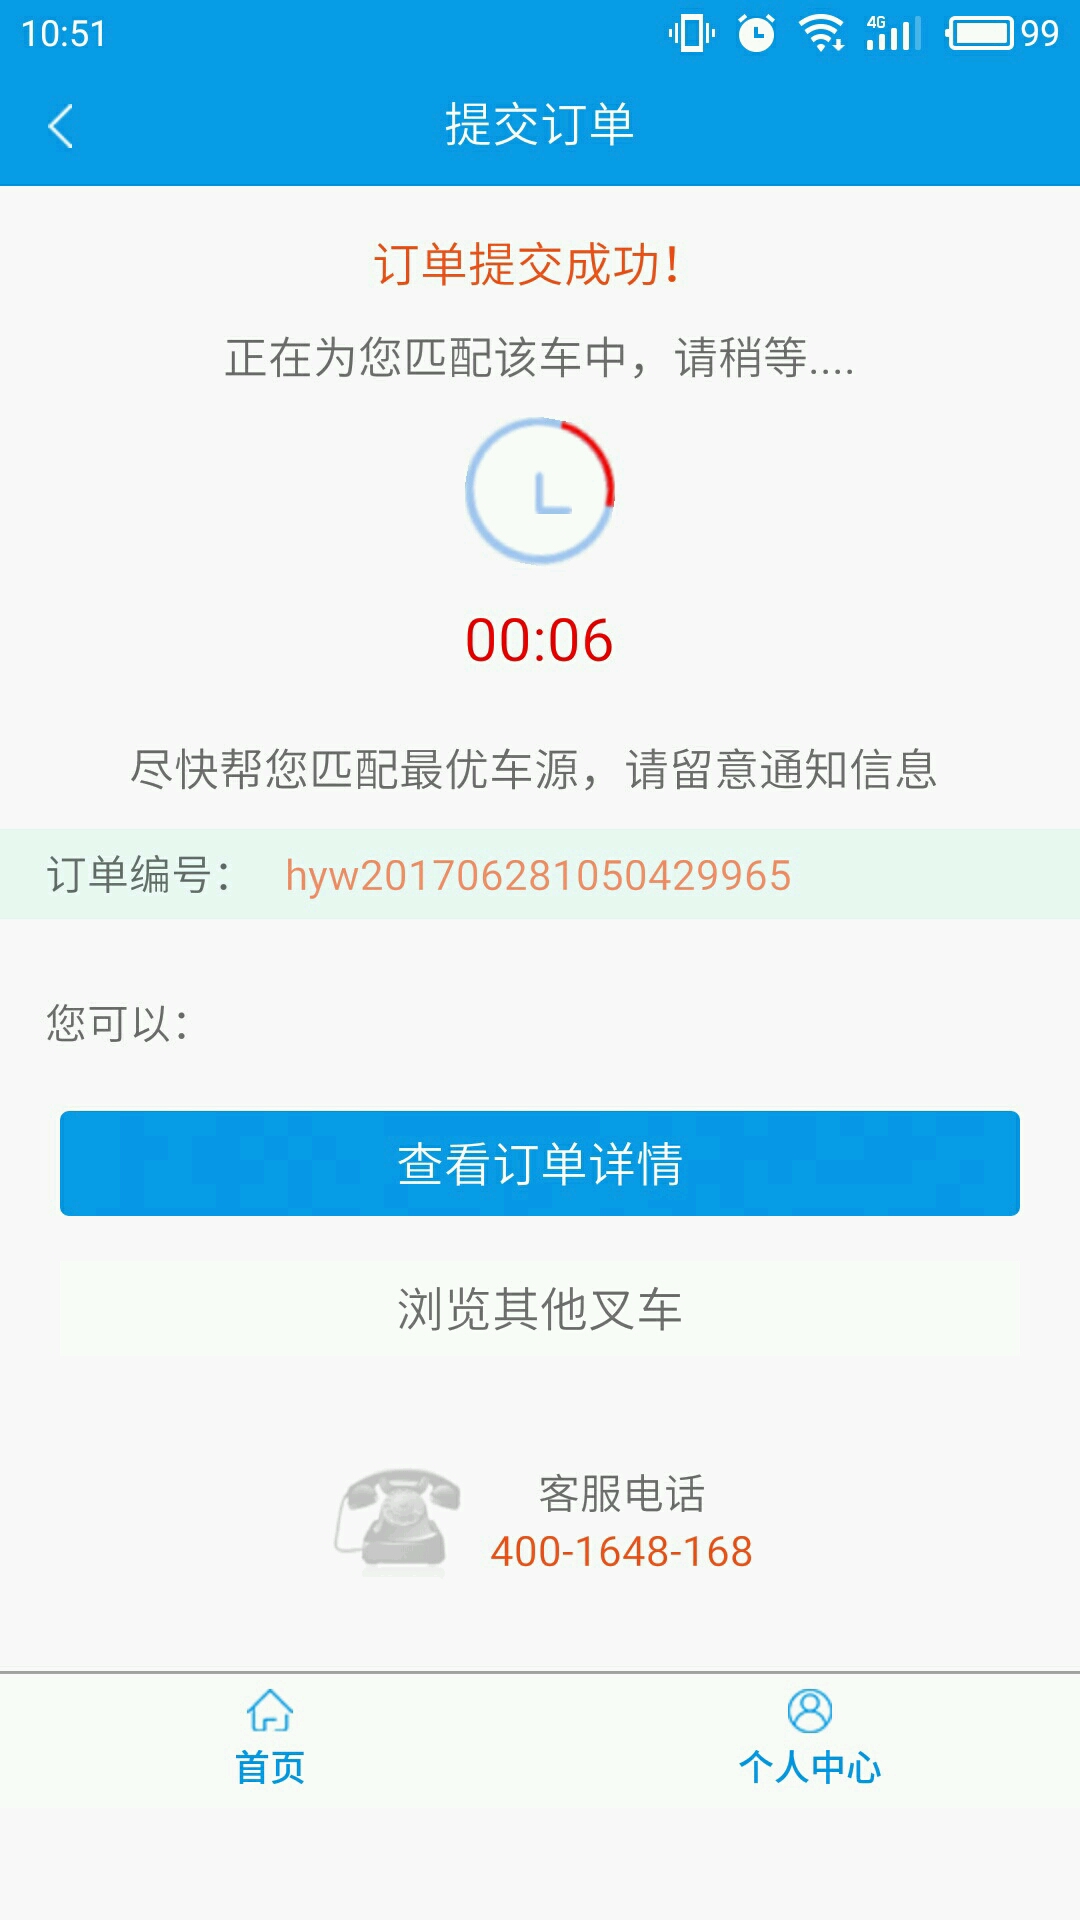 10:51
4G
99
提交订单
订单提交成功！
正在为您匹配该车中，请稍等....
00:06
尽快帮您匹配最优车源，请留意通知信息
订单编号： hyw201706281050429965
您可以：
查看订单详情
浏览其他叉车
客服电话
400-1648-168
首页
个人中心